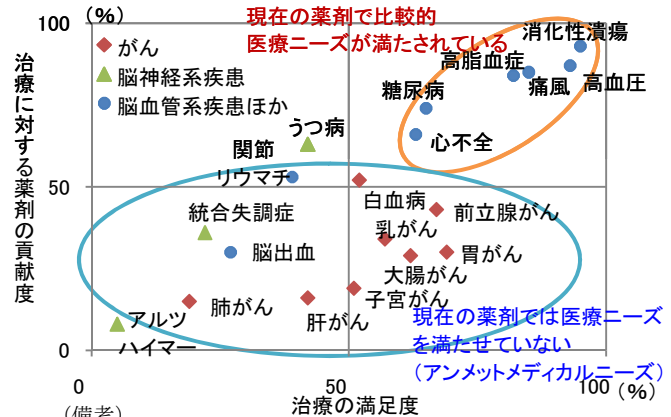 (%)
100
現在の薬剤で比較的
医療ニーズが満たされている
がん
脳神経系疾患
脳血管系疾患ほか
消化性潰瘍
高脂血症
痛風
高血圧
糖尿病
心不全
うつ病
関節
リウマチ
治療に対する薬剤の貢献度
50
白血病
前立腺がん
統合失調症
乳がん
脳出血
胃がん
大腸がん
子宮がん
肺がん
肝がん
アルツ
ハイマー
現在の薬剤では医療ニーズ
を満たせていない
(アンメットメディカルニーズ)
0
0
50
100
(%)
治療の満足度
(備考)